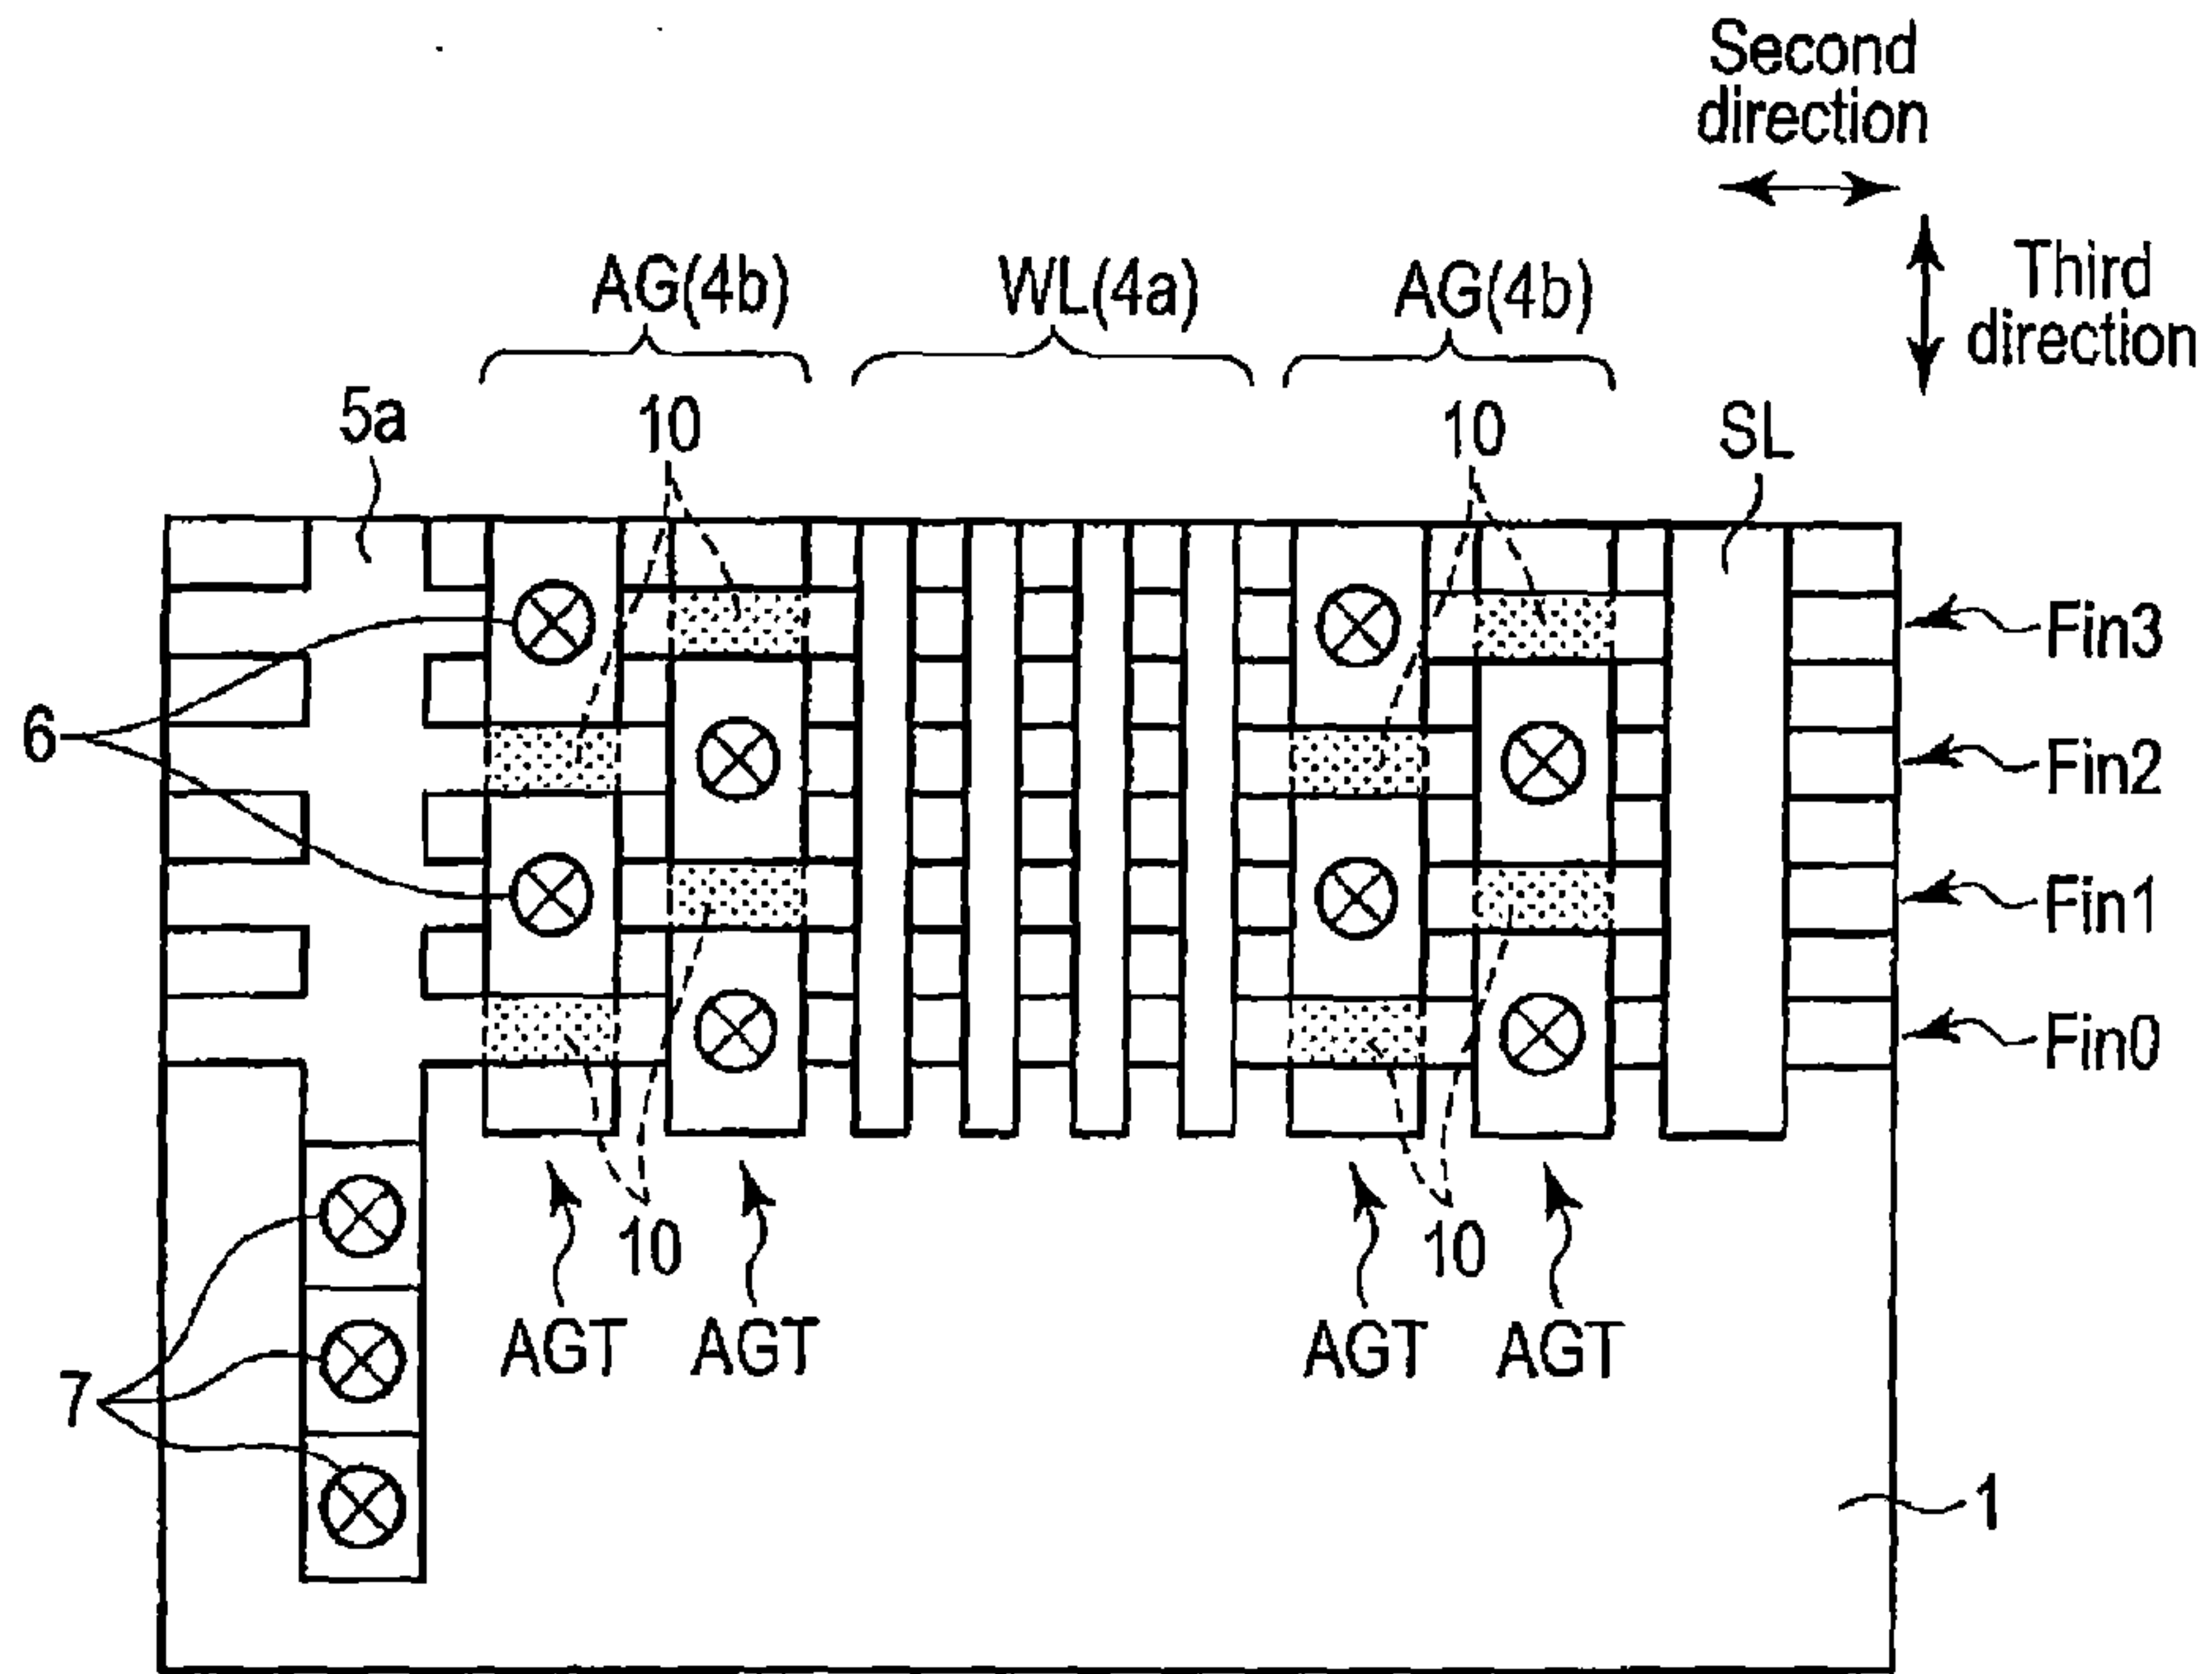 Second
direction
Third
direction
AG(4b)
WL(4a)
AG(4b)
5a
10
10
SL
Fin3
6
Fin2
Fin1
Fin0
7
10
10
AGT
AGT
AGT
AGT
1